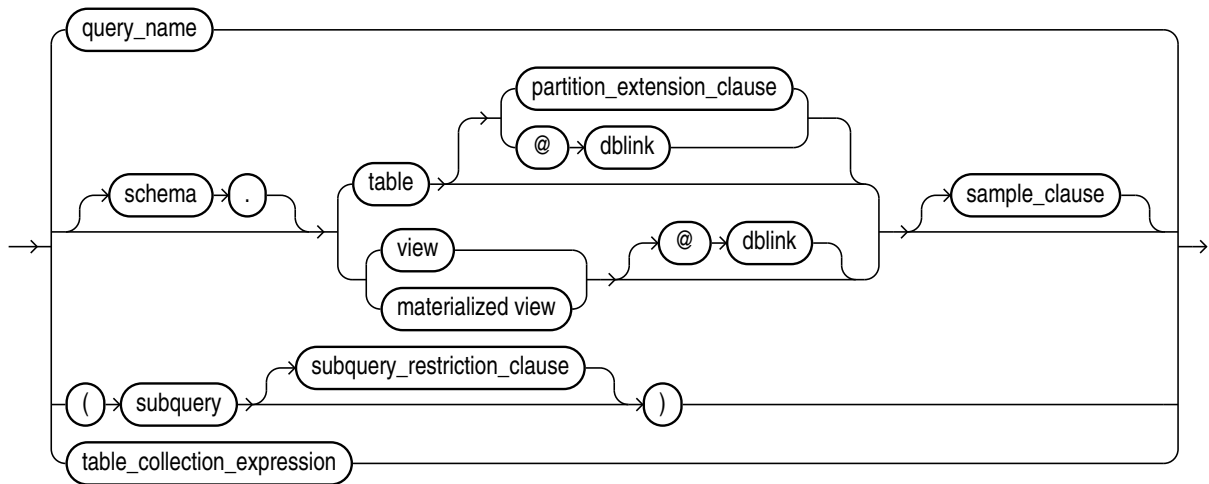 query_name
partition_extension_clause
@ dblink
table
schema . sample_clause
view @ dblink
materialized view
subquery_restriction_clause
( subquery )
table_collection_expression